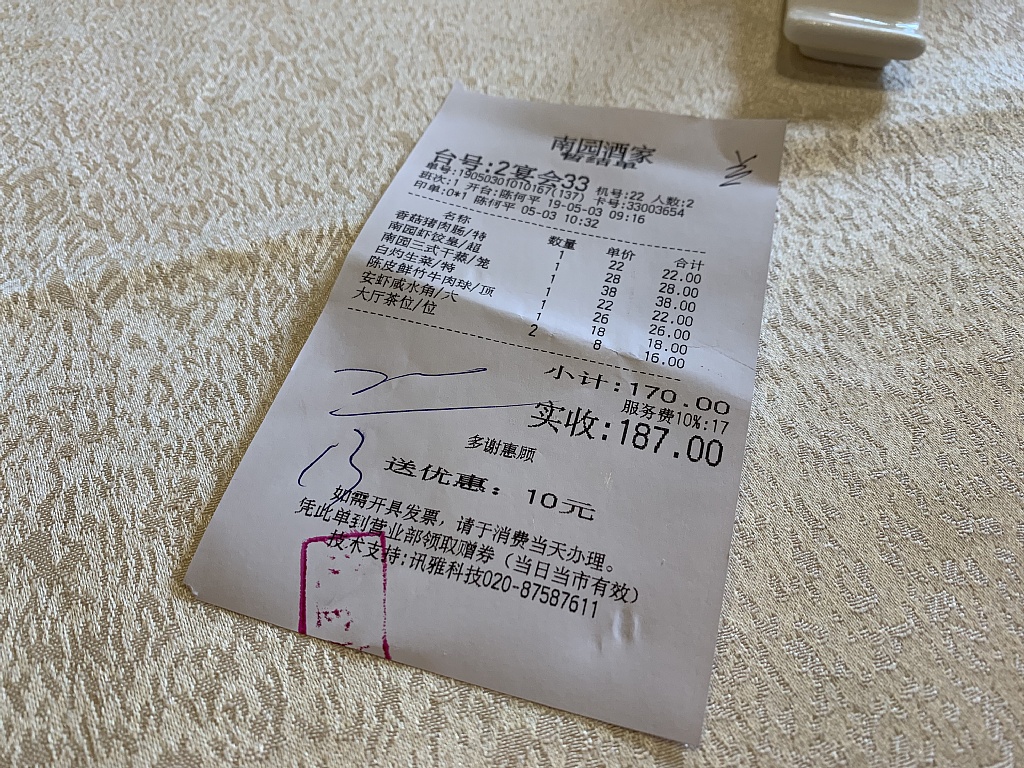 南园酒家
暂结单
台号:2宴会33 机号:22 人数:2
单号:19050301010167(137) 卡号:33003654
班次:1 开台:陈何平 19-05-03 09:16
印单:0*1 陈何平 05-03 10:32
名称 数量 单价 合计
香菇猪肉肠/特 1 22 22.00
南园虾饺皇/超 1 28 28.00
南园三式干蒸/笼 1 38 38.00
白灼生菜/特 1 22 22.00
陈皮鲜竹牛肉球/顶 1 26 26.00
安虾咸水角/六 1 18 18.00
大厅茶位/位 2 8 16.00
小计:170.00
服务费10%:17
实收:187.00
多谢惠顾
送优惠: 10元
如需开具发票，请于消费当天办理。
凭此单到营业部领取赠券（当日当市有效）
技术支持:讯雅科技020-87587611